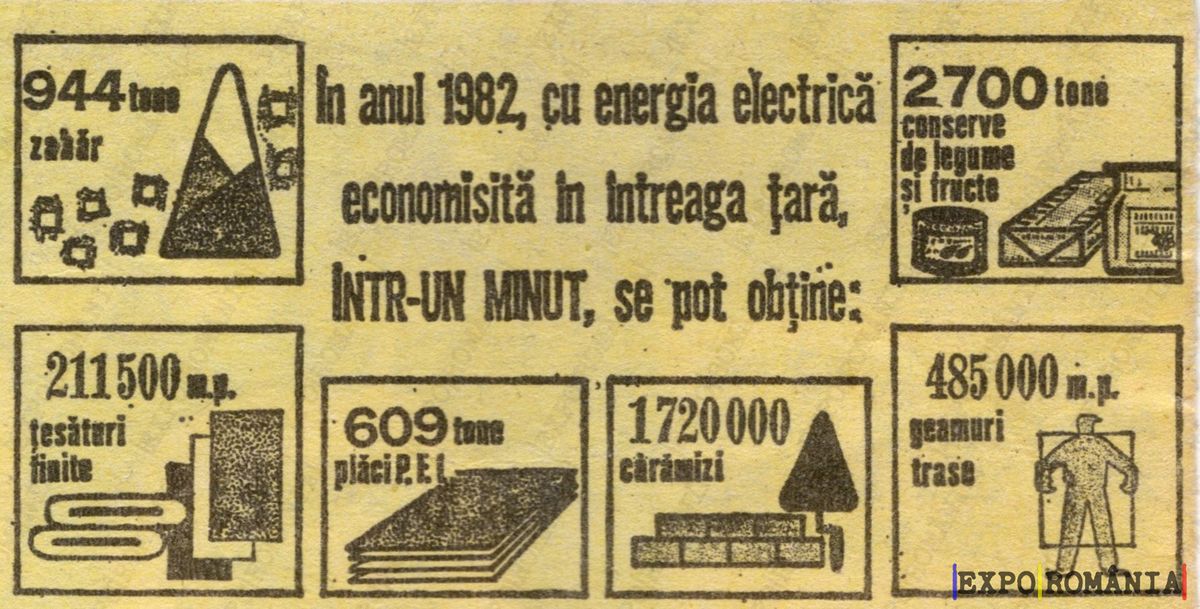 944 tone
zahăr
În anul 1982, cu energia electrică
economisită în întreaga țară,
ÎNTR-UN MINUT, se pot obține:
2700 tone
conserve
de legume
și fructe
211500 m.p.
țesături
finite
609 tone
plăci P.F.L.
1720000
cărămizi
485000 m.p.
geamuri
trase
EXPO ROMÂNIA